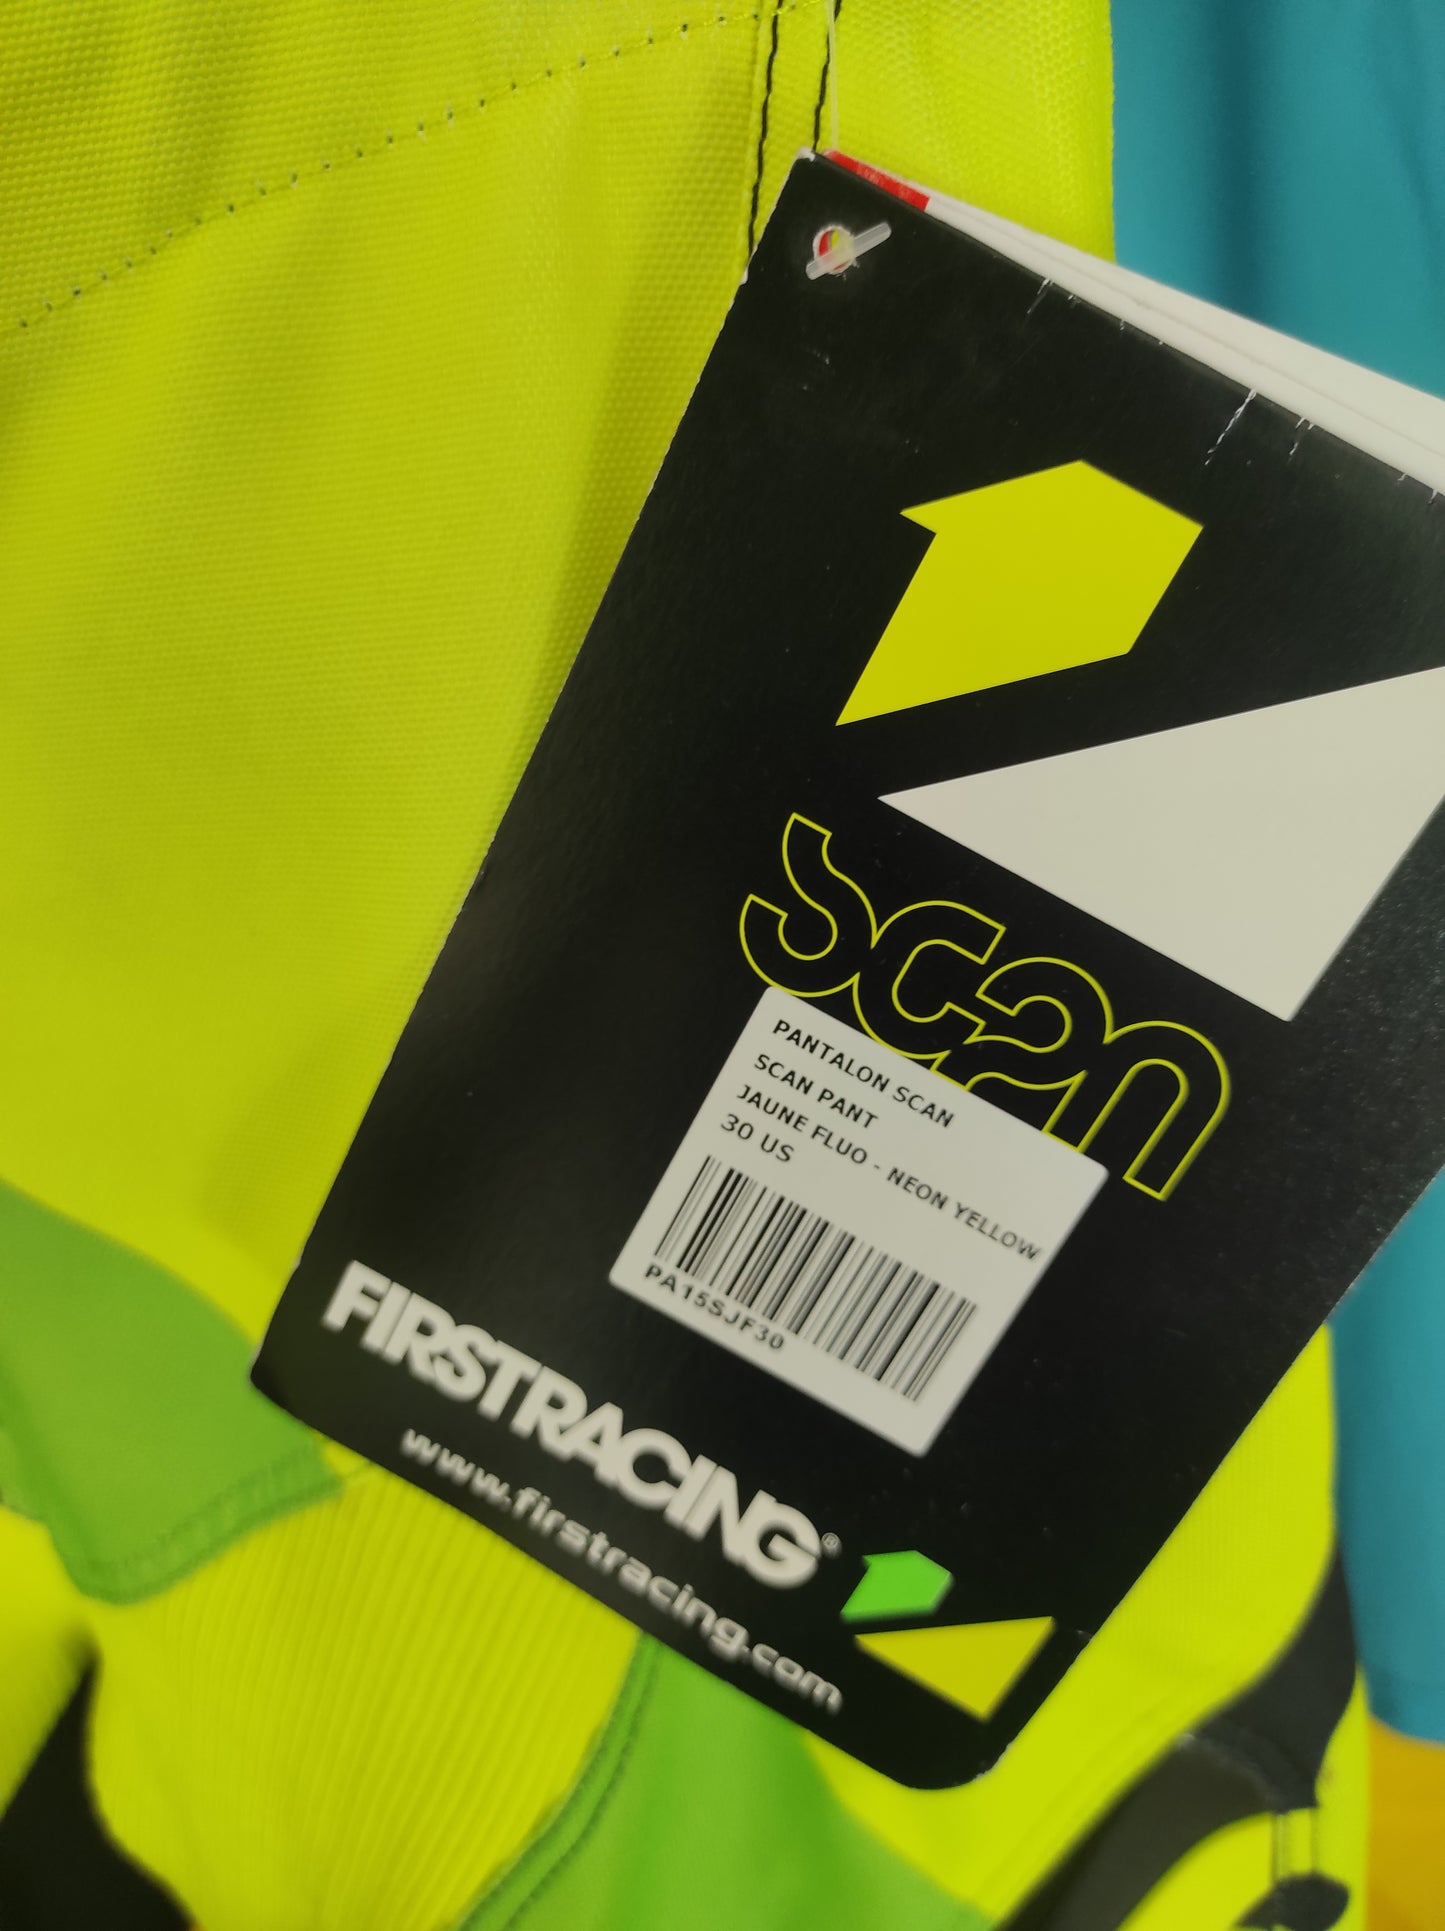 scan
PANTALON SCAN
SCAN PANT
JAUNE FLUO - NEON YELLOW
30 US
PA15SJF30
FIRSTRACING®
www.firstracing.com